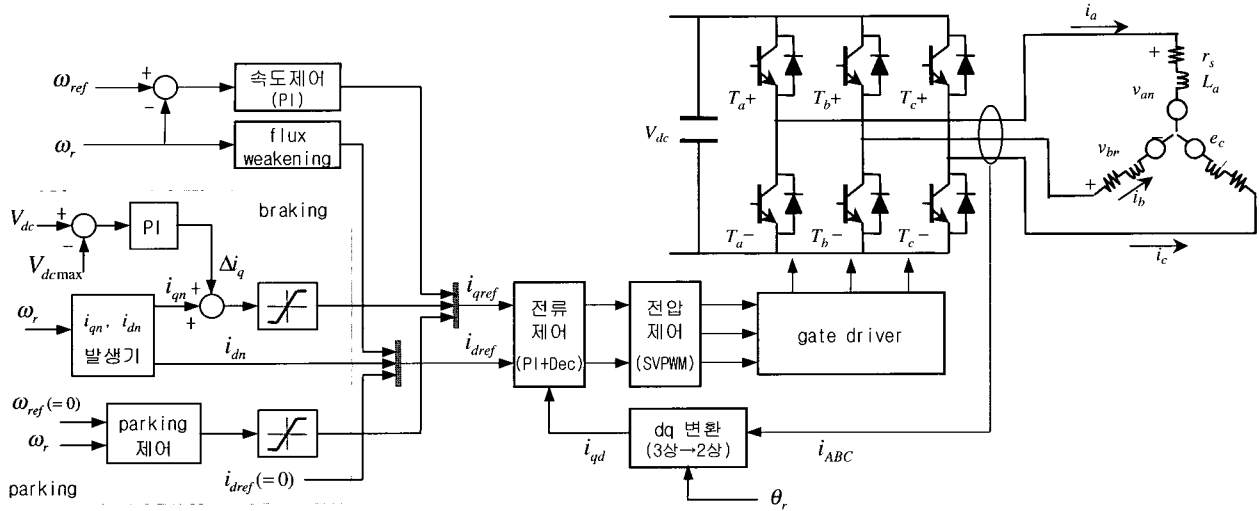 ω_ref
+
−
속도제어
(PI)
ω_r
flux
weakening
braking
V_dc
+
−
V_dcmax
PI
Δi_q
i_qn
+
+
ω_r
i_qn, i_dn
발생기
i_dn
ω_ref(=0)
ω_r
parking
제어
i_dref(=0)
parking
i_qref
i_dref
전류
제어
(PI+Dec)
전압
제어
(SVPWM)
gate driver
i_qd
dq 변환
(3상→2상)
i_ABC
θ_r
V_dc
T_a+
T_b+
T_c+
T_a−
T_b−
T_c−
i_a
+
r_s
L_a
v_an
−
v_br
e_c
+
i_b
i_c